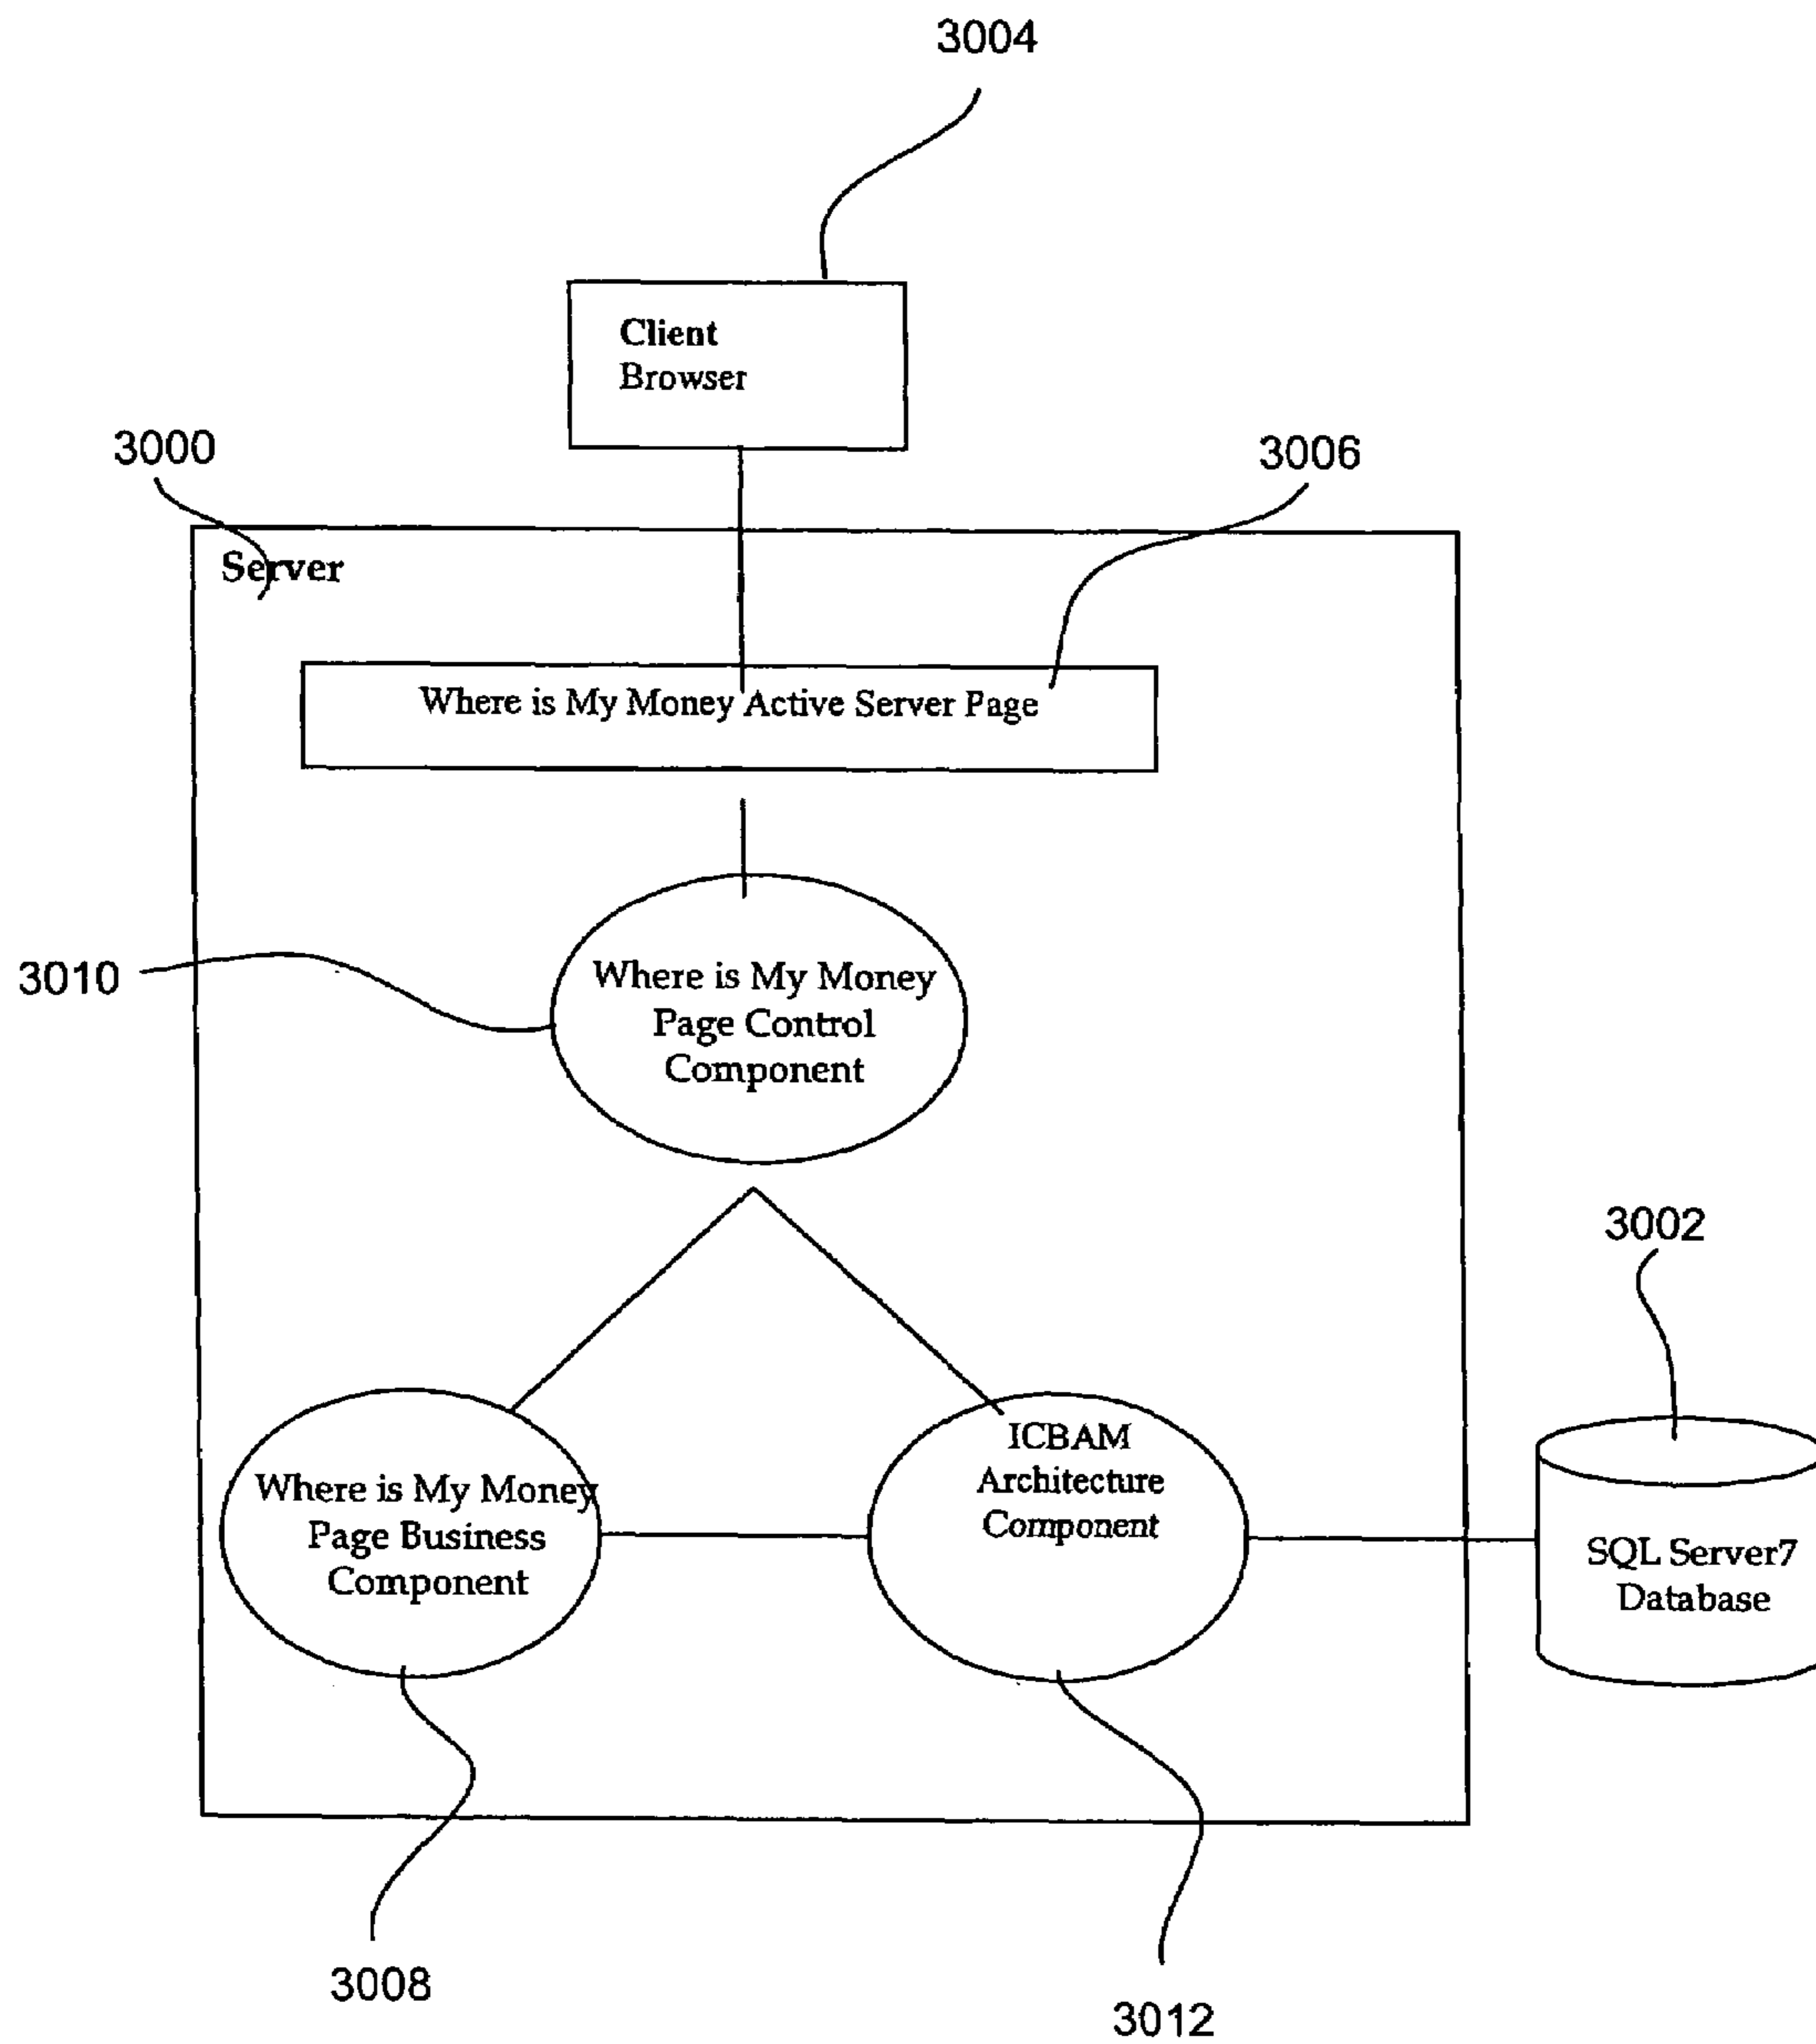 3004
Client
Browser
3000
3006
Server
Where is My Money Active Server Page
3010
Where is My Money
Page Control
Component
3002
ICBAM
Architecture
Component
Where is My Money
Page Business
Component
SQL Server7
Database
3008
3012